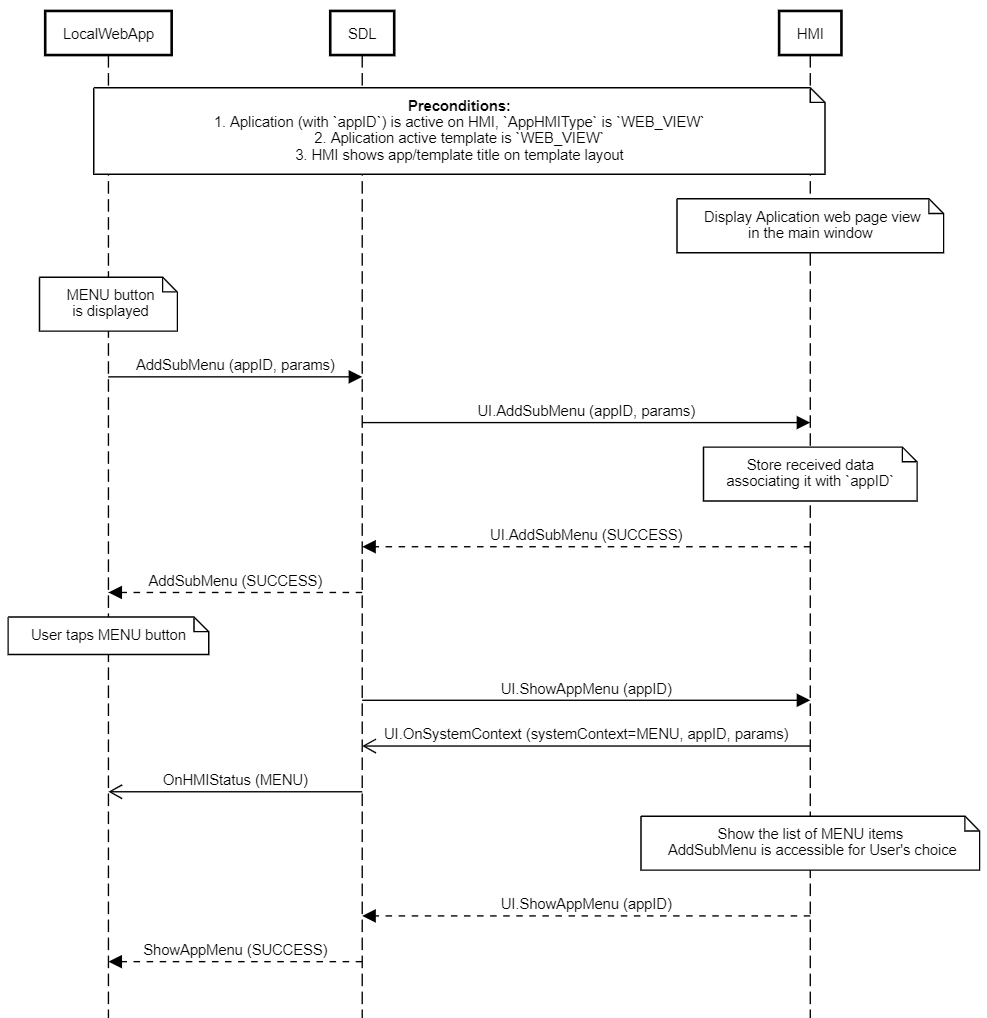 LocalWebApp
SDL
HMI
Preconditions:
1. Aplication (with `appID`) is active on HMI, `AppHMIType` is `WEB_VIEW`
2. Aplication active template is `WEB_VIEW`
3. HMI shows app/template title on template layout
Display Aplication web page view
in the main window
MENU button
is displayed
AddSubMenu (appID, params)
UI.AddSubMenu (appID, params)
Store received data
associating it with `appID`
UI.AddSubMenu (SUCCESS)
AddSubMenu (SUCCESS)
User taps MENU button
UI.ShowAppMenu (appID)
UI.OnSystemContext (systemContext=MENU, appID, params)
OnHMIStatus (MENU)
Show the list of MENU items
AddSubMenu is accessible for User's choice
UI.ShowAppMenu (appID)
ShowAppMenu (SUCCESS)